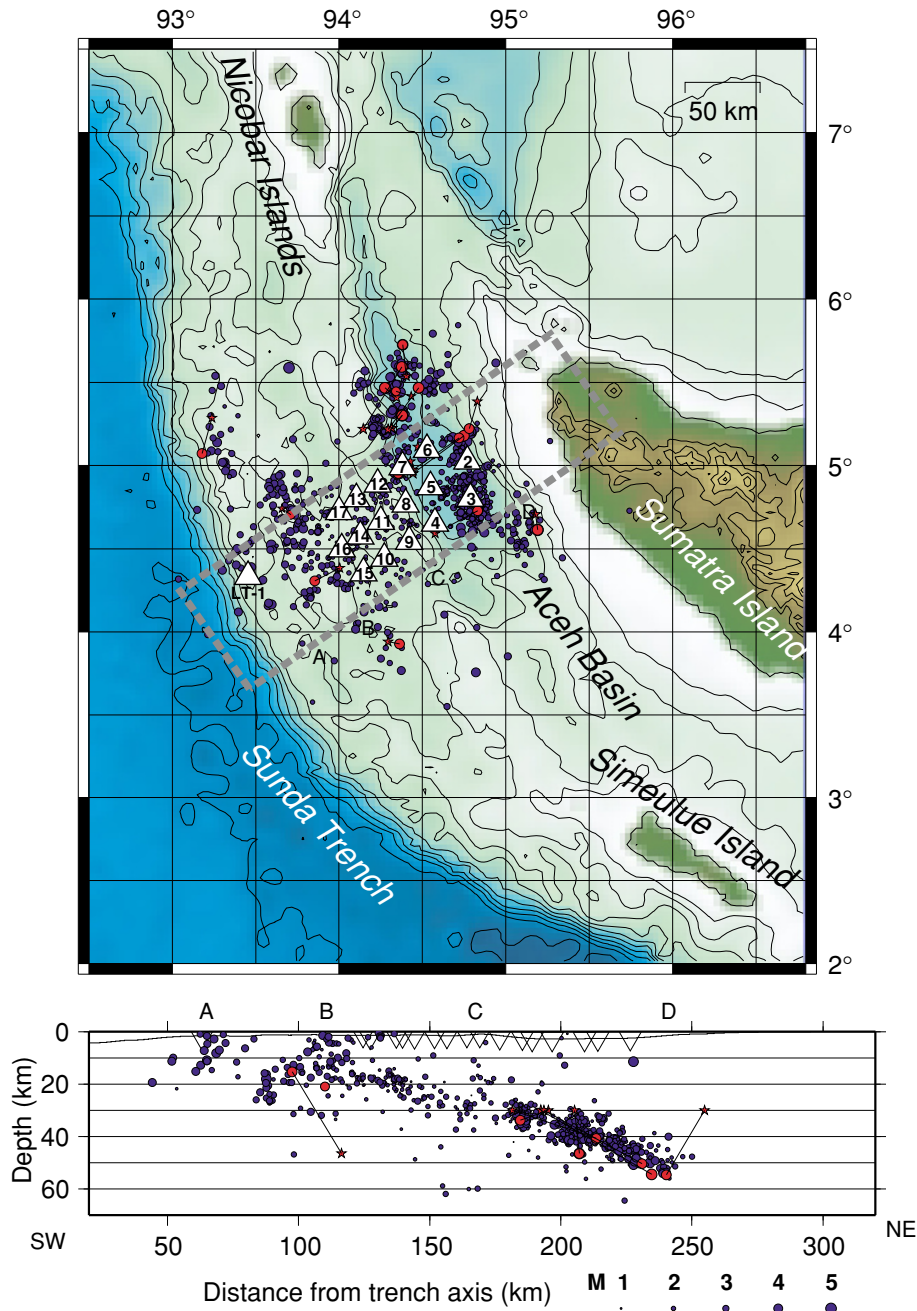 93° 94° 95° 96°
50 km
Nicobar Islands
7°
6°
5°
4°
3°
2°
6
7
2
12
5
3
13
8
17
11
4
D
14
9
16
10
15
C
LT-1
B
A
Sumatra Island
Aceh Basin
Simeulue Island
Sunda Trench
A B C D
0
20
40
60
Depth (km)
SW
50 100 150 200 250 300
NE
Distance from trench axis (km)
M 1 2 3 4 5